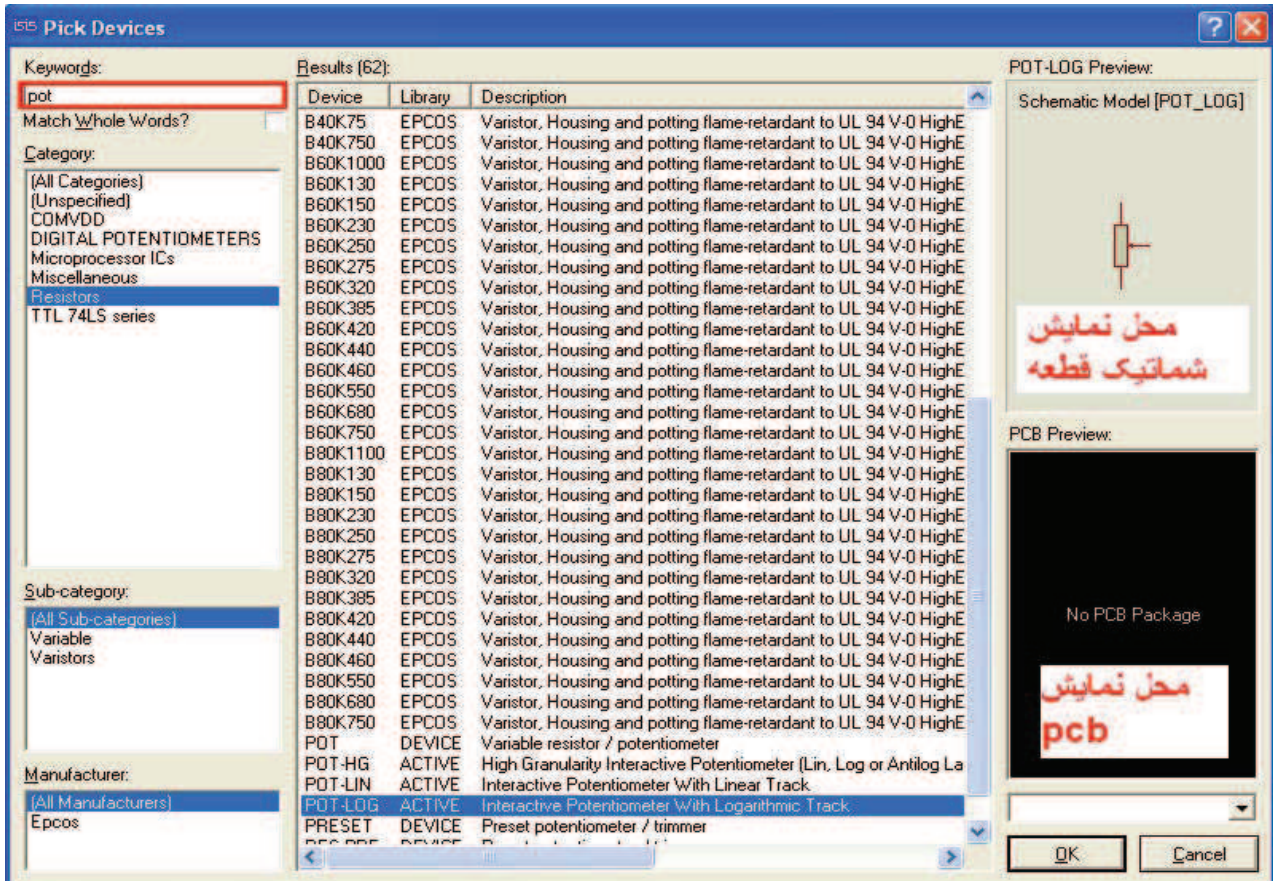 ISIS Pick Devices
Keywords:
pot
Match Whole Words?
Category:
(All Categories)
(Unspecified)
COMVDD
DIGITAL POTENTIOMETERS
Microprocessor ICs
Miscellaneous
Resistors
TTL 74LS series
Sub-category:
(All Sub-categories)
Variable
Varistors
Manufacturer:
(All Manufacturers)
Epcos
Results (62):
Device Library Description
B40K75 EPCOS Varistor, Housing and potting flame-retardant to UL 94 V-0 HighE
B40K750 EPCOS Varistor, Housing and potting flame-retardant to UL 94 V-0 HighE
B60K1000 EPCOS Varistor, Housing and potting flame-retardant to UL 94 V-0 HighE
B60K130 EPCOS Varistor, Housing and potting flame-retardant to UL 94 V-0 HighE
B60K150 EPCOS Varistor, Housing and potting flame-retardant to UL 94 V-0 HighE
B60K230 EPCOS Varistor, Housing and potting flame-retardant to UL 94 V-0 HighE
B60K250 EPCOS Varistor, Housing and potting flame-retardant to UL 94 V-0 HighE
B60K275 EPCOS Varistor, Housing and potting flame-retardant to UL 94 V-0 HighE
B60K320 EPCOS Varistor, Housing and potting flame-retardant to UL 94 V-0 HighE
B60K385 EPCOS Varistor, Housing and potting flame-retardant to UL 94 V-0 HighE
B60K420 EPCOS Varistor, Housing and potting flame-retardant to UL 94 V-0 HighE
B60K440 EPCOS Varistor, Housing and potting flame-retardant to UL 94 V-0 HighE
B60K460 EPCOS Varistor, Housing and potting flame-retardant to UL 94 V-0 HighE
B60K550 EPCOS Varistor, Housing and potting flame-retardant to UL 94 V-0 HighE
B60K680 EPCOS Varistor, Housing and potting flame-retardant to UL 94 V-0 HighE
B60K750 EPCOS Varistor, Housing and potting flame-retardant to UL 94 V-0 HighE
B80K1100 EPCOS Varistor, Housing and potting flame-retardant to UL 94 V-0 HighE
B80K130 EPCOS Varistor, Housing and potting flame-retardant to UL 94 V-0 HighE
B80K150 EPCOS Varistor, Housing and potting flame-retardant to UL 94 V-0 HighE
B80K230 EPCOS Varistor, Housing and potting flame-retardant to UL 94 V-0 HighE
B80K250 EPCOS Varistor, Housing and potting flame-retardant to UL 94 V-0 HighE
B80K275 EPCOS Varistor, Housing and potting flame-retardant to UL 94 V-0 HighE
B80K320 EPCOS Varistor, Housing and potting flame-retardant to UL 94 V-0 HighE
B80K385 EPCOS Varistor, Housing and potting flame-retardant to UL 94 V-0 HighE
B80K420 EPCOS Varistor, Housing and potting flame-retardant to UL 94 V-0 HighE
B80K440 EPCOS Varistor, Housing and potting flame-retardant to UL 94 V-0 HighE
B80K460 EPCOS Varistor, Housing and potting flame-retardant to UL 94 V-0 HighE
B80K550 EPCOS Varistor, Housing and potting flame-retardant to UL 94 V-0 HighE
B80K680 EPCOS Varistor, Housing and potting flame-retardant to UL 94 V-0 HighE
B80K750 EPCOS Varistor, Housing and potting flame-retardant to UL 94 V-0 HighE
POT DEVICE Variable resistor / potentiometer
POT-HG ACTIVE High Granularity Interactive Potentiometer (Lin, Log or Antilog La
POT-LIN ACTIVE Interactive Potentiometer With Linear Track
POT-LOG ACTIVE Interactive Potentiometer With Logarithmic Track
PRESET DEVICE Preset potentiometer / trimmer
POT-LOG Preview:
Schematic Model [POT_LOG]
محل نمایش
شماتیک قطعه
PCB Preview:
No PCB Package
محل نمایش
pcb
OK Cancel